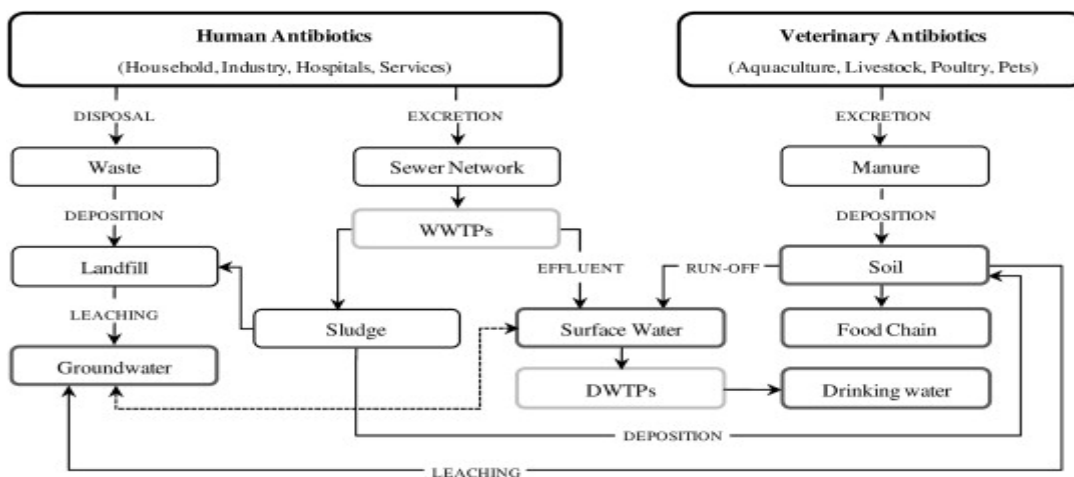 Human Antibiotics
(Household, Industry, Hospitals, Services)
Veterinary Antibiotics
(Aquaculture, Livestock, Poultry, Pets)
DISPOSAL
EXCRETION
EXCRETION
Waste
Sewer Network
Manure
DEPOSITION
WWTPs
DEPOSITION
Landfill
EFFLUENT
RUN-OFF
Soil
LEACHING
Sludge
Surface Water
Food Chain
Groundwater
DWTPs
Drinking water
DEPOSITION
LEACHING